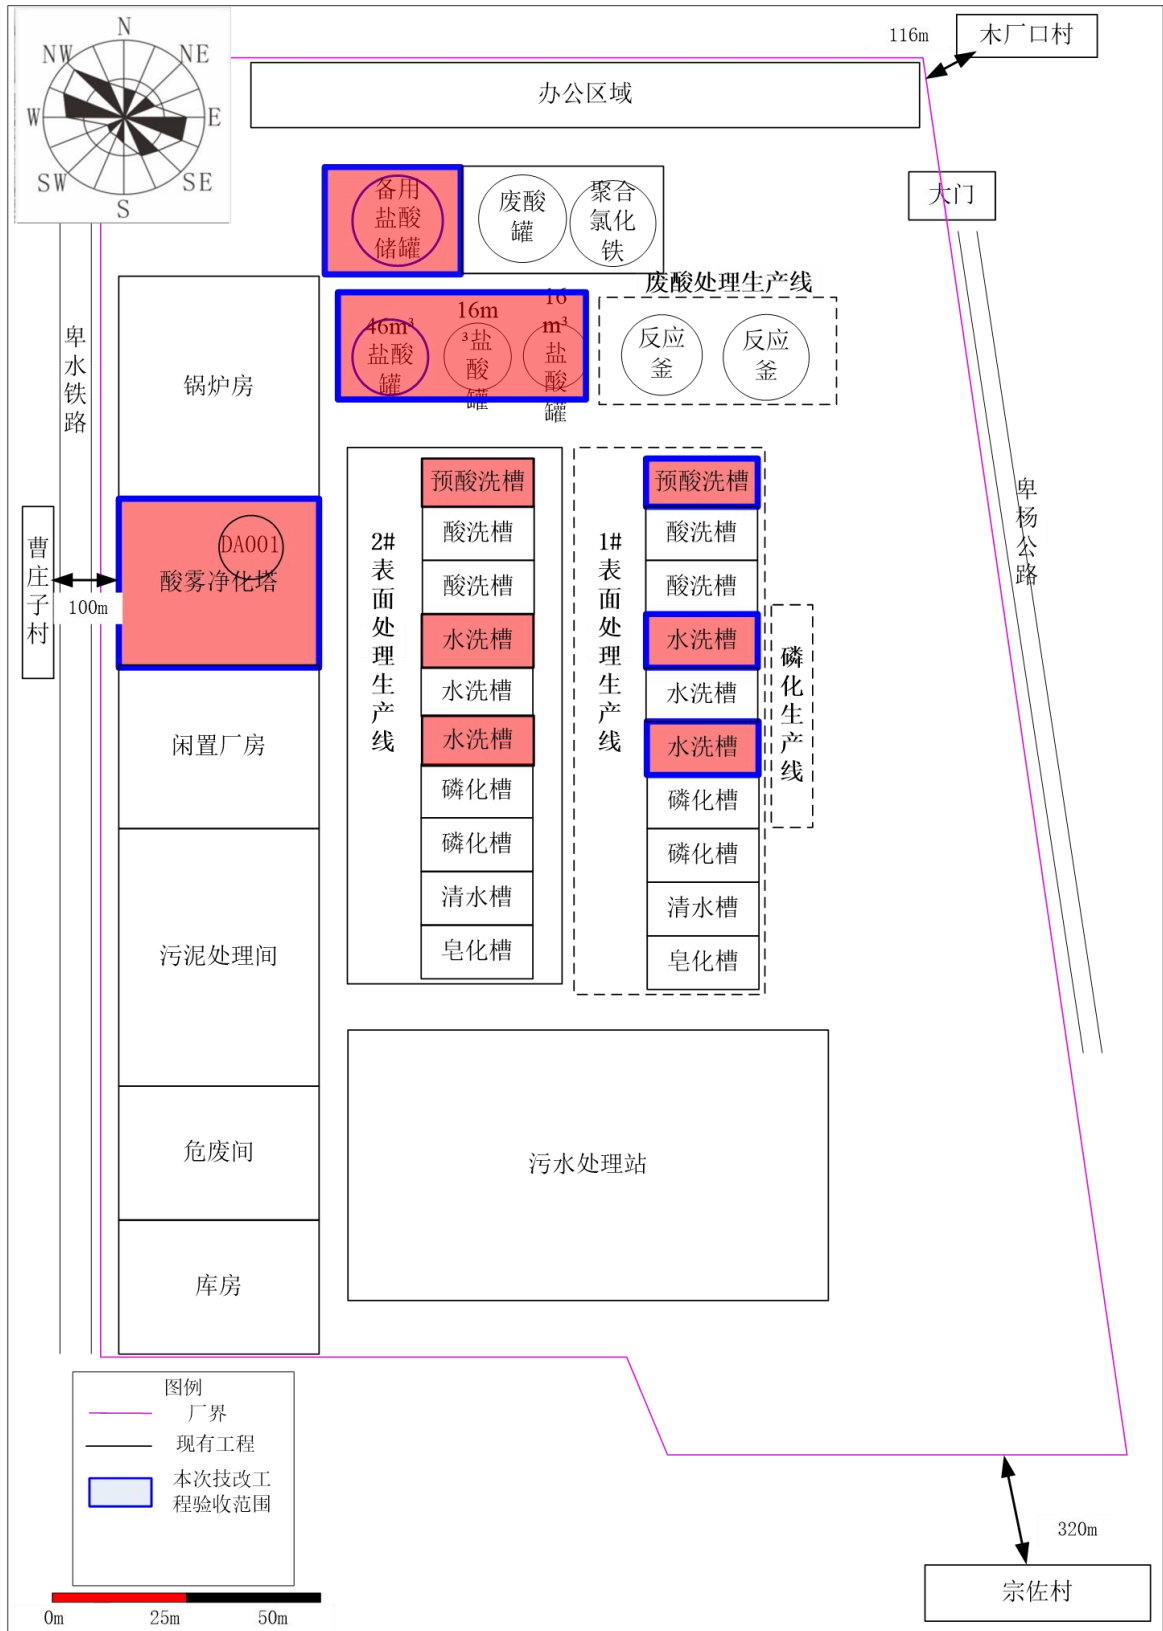 N
NW
NE
W
E
SW
SE
S
116m
木厂口村
办公区域
大门
备用
盐酸
储罐
废酸
罐
聚合
氯化
铁
废酸处理生产线
46m³
盐酸
罐
16m
³盐
酸
罐
16
m³
盐
酸
罐
反应
釜
反应
釜
卑水铁路
锅炉房
DA001
酸雾净化塔
曹庄子村
100m
闲置厂房
污泥处理间
危废间
库房
2#
表面处理生产线
预酸洗槽
酸洗槽
酸洗槽
水洗槽
水洗槽
水洗槽
磷化槽
磷化槽
清水槽
皂化槽
1#
表面处理生产线
预酸洗槽
酸洗槽
酸洗槽
水洗槽
水洗槽
水洗槽
磷化槽
磷化槽
清水槽
皂化槽
磷化生产线
卑杨公路
污水处理站
图例
厂界
现有工程
本次技改工
程验收范围
0m
25m
50m
320m
宗佐村